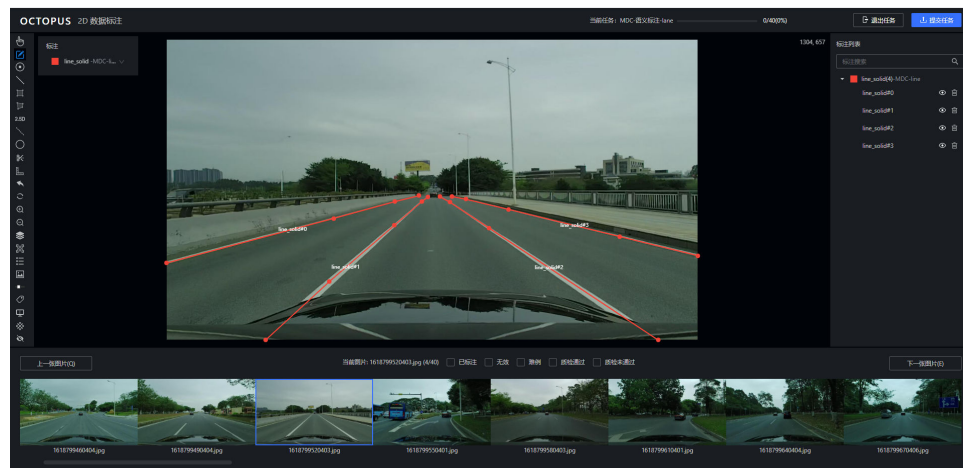 OCTOPUS 2D 数据标注
当前任务：MDC-语义标注-lane
0/40(0%)
退出任务
提交任务
标注
line_solid -MDC-li...
1304, 657
标注列表
标注搜索
line_solid(4)-MDC-line
line_solid#0
line_solid#1
line_solid#2
line_solid#3
2.5D
line_solid#0
line_solid#3
line_solid#1
line_solid#2
上一张图片(Q)
当前图片: 1618799520403.jpg (4/40)
已标注
无效
难例
质检通过
质检未通过
下一张图片(E)
1618799460404.jpg
1618799490404.jpg
1618799520403.jpg
1618799550401.jpg
1618799580403.jpg
1618799610401.jpg
1618799640404.jpg
1618799670406.jpg